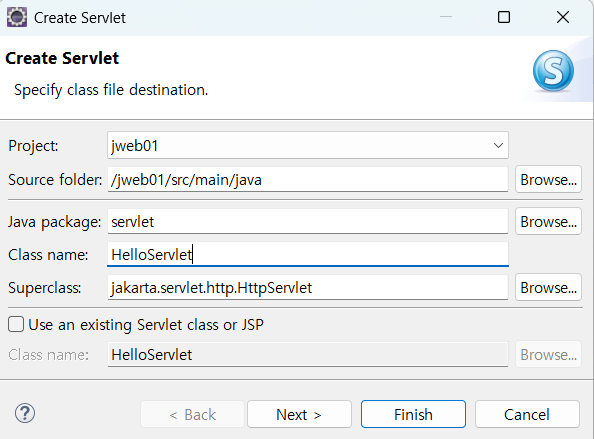 Create Servlet
Create Servlet
Specify class file destination.
Project: jweb01
Source folder: /jweb01/src/main/java Browse...
Java package: servlet Browse...
Class name: HelloServlet
Superclass: jakarta.servlet.http.HttpServlet Browse...
Use an existing Servlet class or JSP
Class name: HelloServlet Browse...
? < Back Next > Finish Cancel